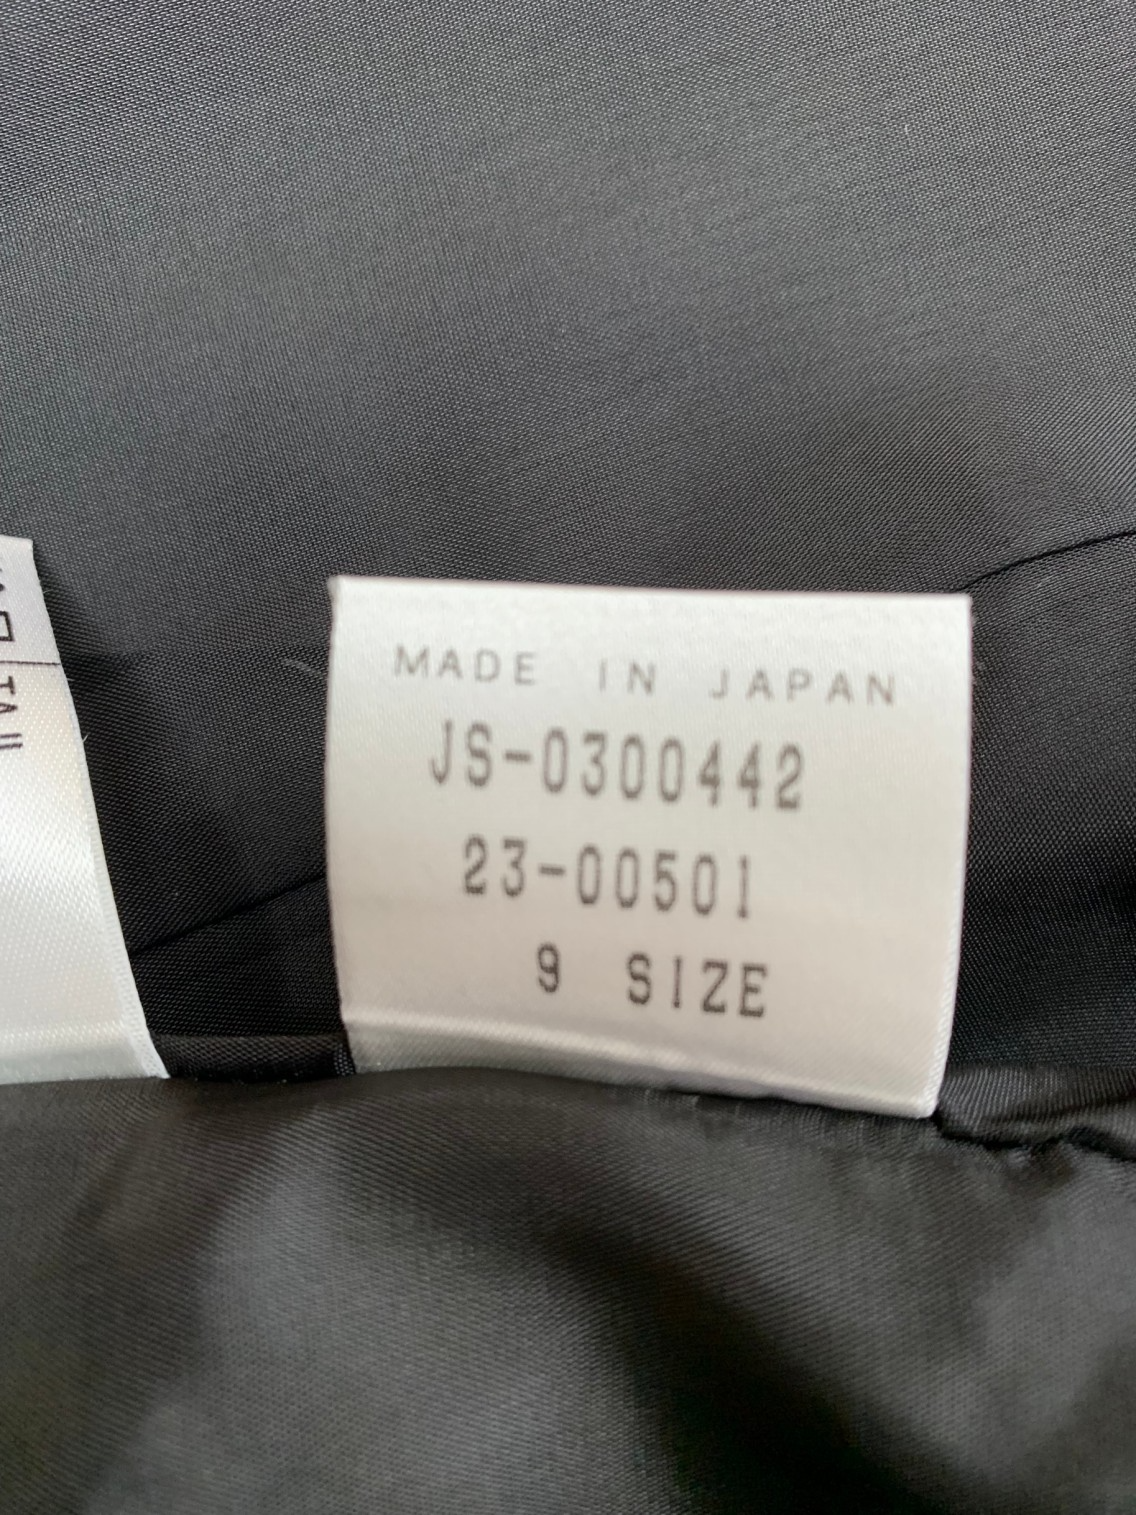 MADE IN JAPAN
JS-0300442
23-00501
9 SIZE